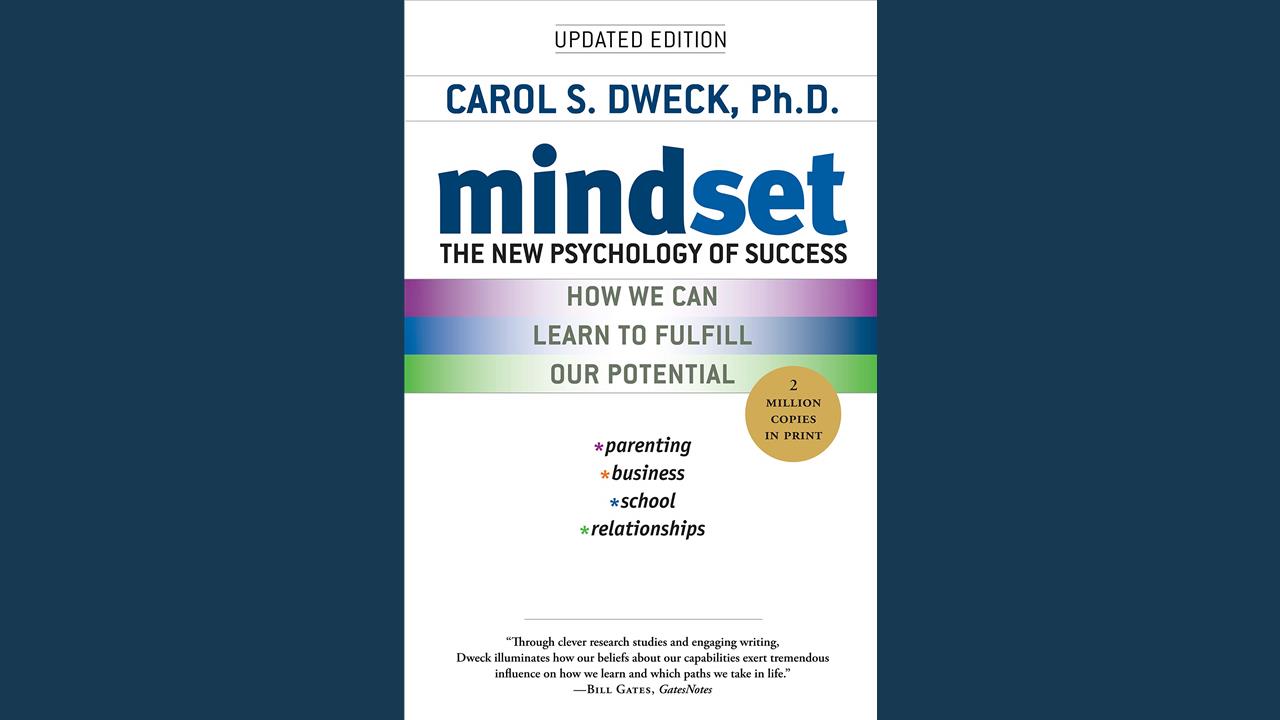 UPDATED EDITION
CAROL S. DWECK, Ph.D.
mindset
THE NEW PSYCHOLOGY OF SUCCESS
HOW WE CAN
LEARN TO FULFILL
OUR POTENTIAL
2
MILLION
COPIES
IN PRINT
*parenting
*business
*school
*relationships
“Through clever research studies and engaging writing,
Dweck illuminates how our beliefs about our capabilities exert tremendous
influence on how we learn and which paths we take in life.”
—BILL GATES, GatesNotes